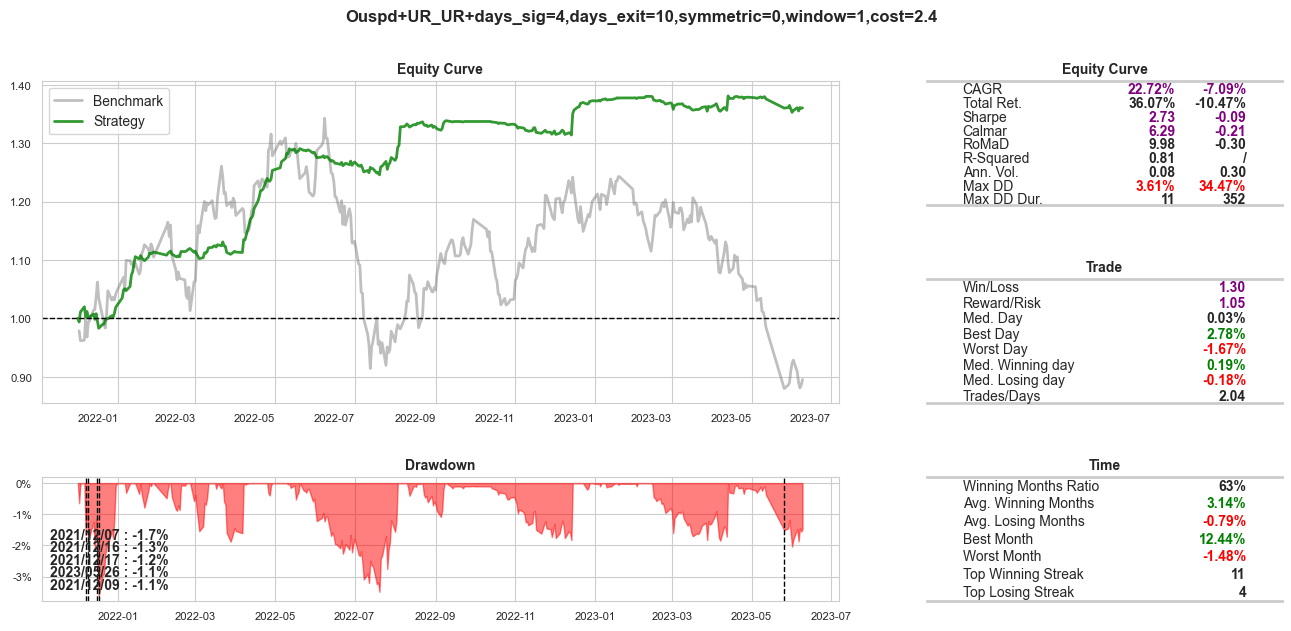 Ouspd+UR_UR+days_sig=4,days_exit=10,symmetric=0,window=1,cost=2.4
Equity Curve
1.40
1.30
1.20
1.10
1.00
0.90
Benchmark
Strategy
2022-01
2022-03
2022-05
2022-07
2022-09
2022-11
2023-01
2023-03
2023-05
2023-07
Equity Curve
CAGR 22.72% -7.09%
Total Ret. 36.07% -10.47%
Sharpe 2.73 -0.09
Calmar 6.29 -0.21
RoMaD 9.98 -0.30
R-Squared 0.81 /
Ann. Vol. 0.08 0.30
Max DD 3.61% 34.47%
Max DD Dur. 11 352
Trade
Win/Loss 1.30
Reward/Risk 1.05
Med. Day 0.03%
Best Day 2.78%
Worst Day -1.67%
Med. Winning day 0.19%
Med. Losing day -0.18%
Trades/Days 2.04
Drawdown
0%
-1%
-2%
-3%
2021/12/07 : -1.7%
2021/12/16 : -1.3%
2021/12/17 : -1.2%
2023/05/26 : -1.1%
2021/12/09 : -1.1%
2022-01
2022-03
2022-05
2022-07
2022-09
2022-11
2023-01
2023-03
2023-05
2023-07
Time
Winning Months Ratio 63%
Avg. Winning Months 3.14%
Avg. Losing Months -0.79%
Best Month 12.44%
Worst Month -1.48%
Top Winning Streak 11
Top Losing Streak 4